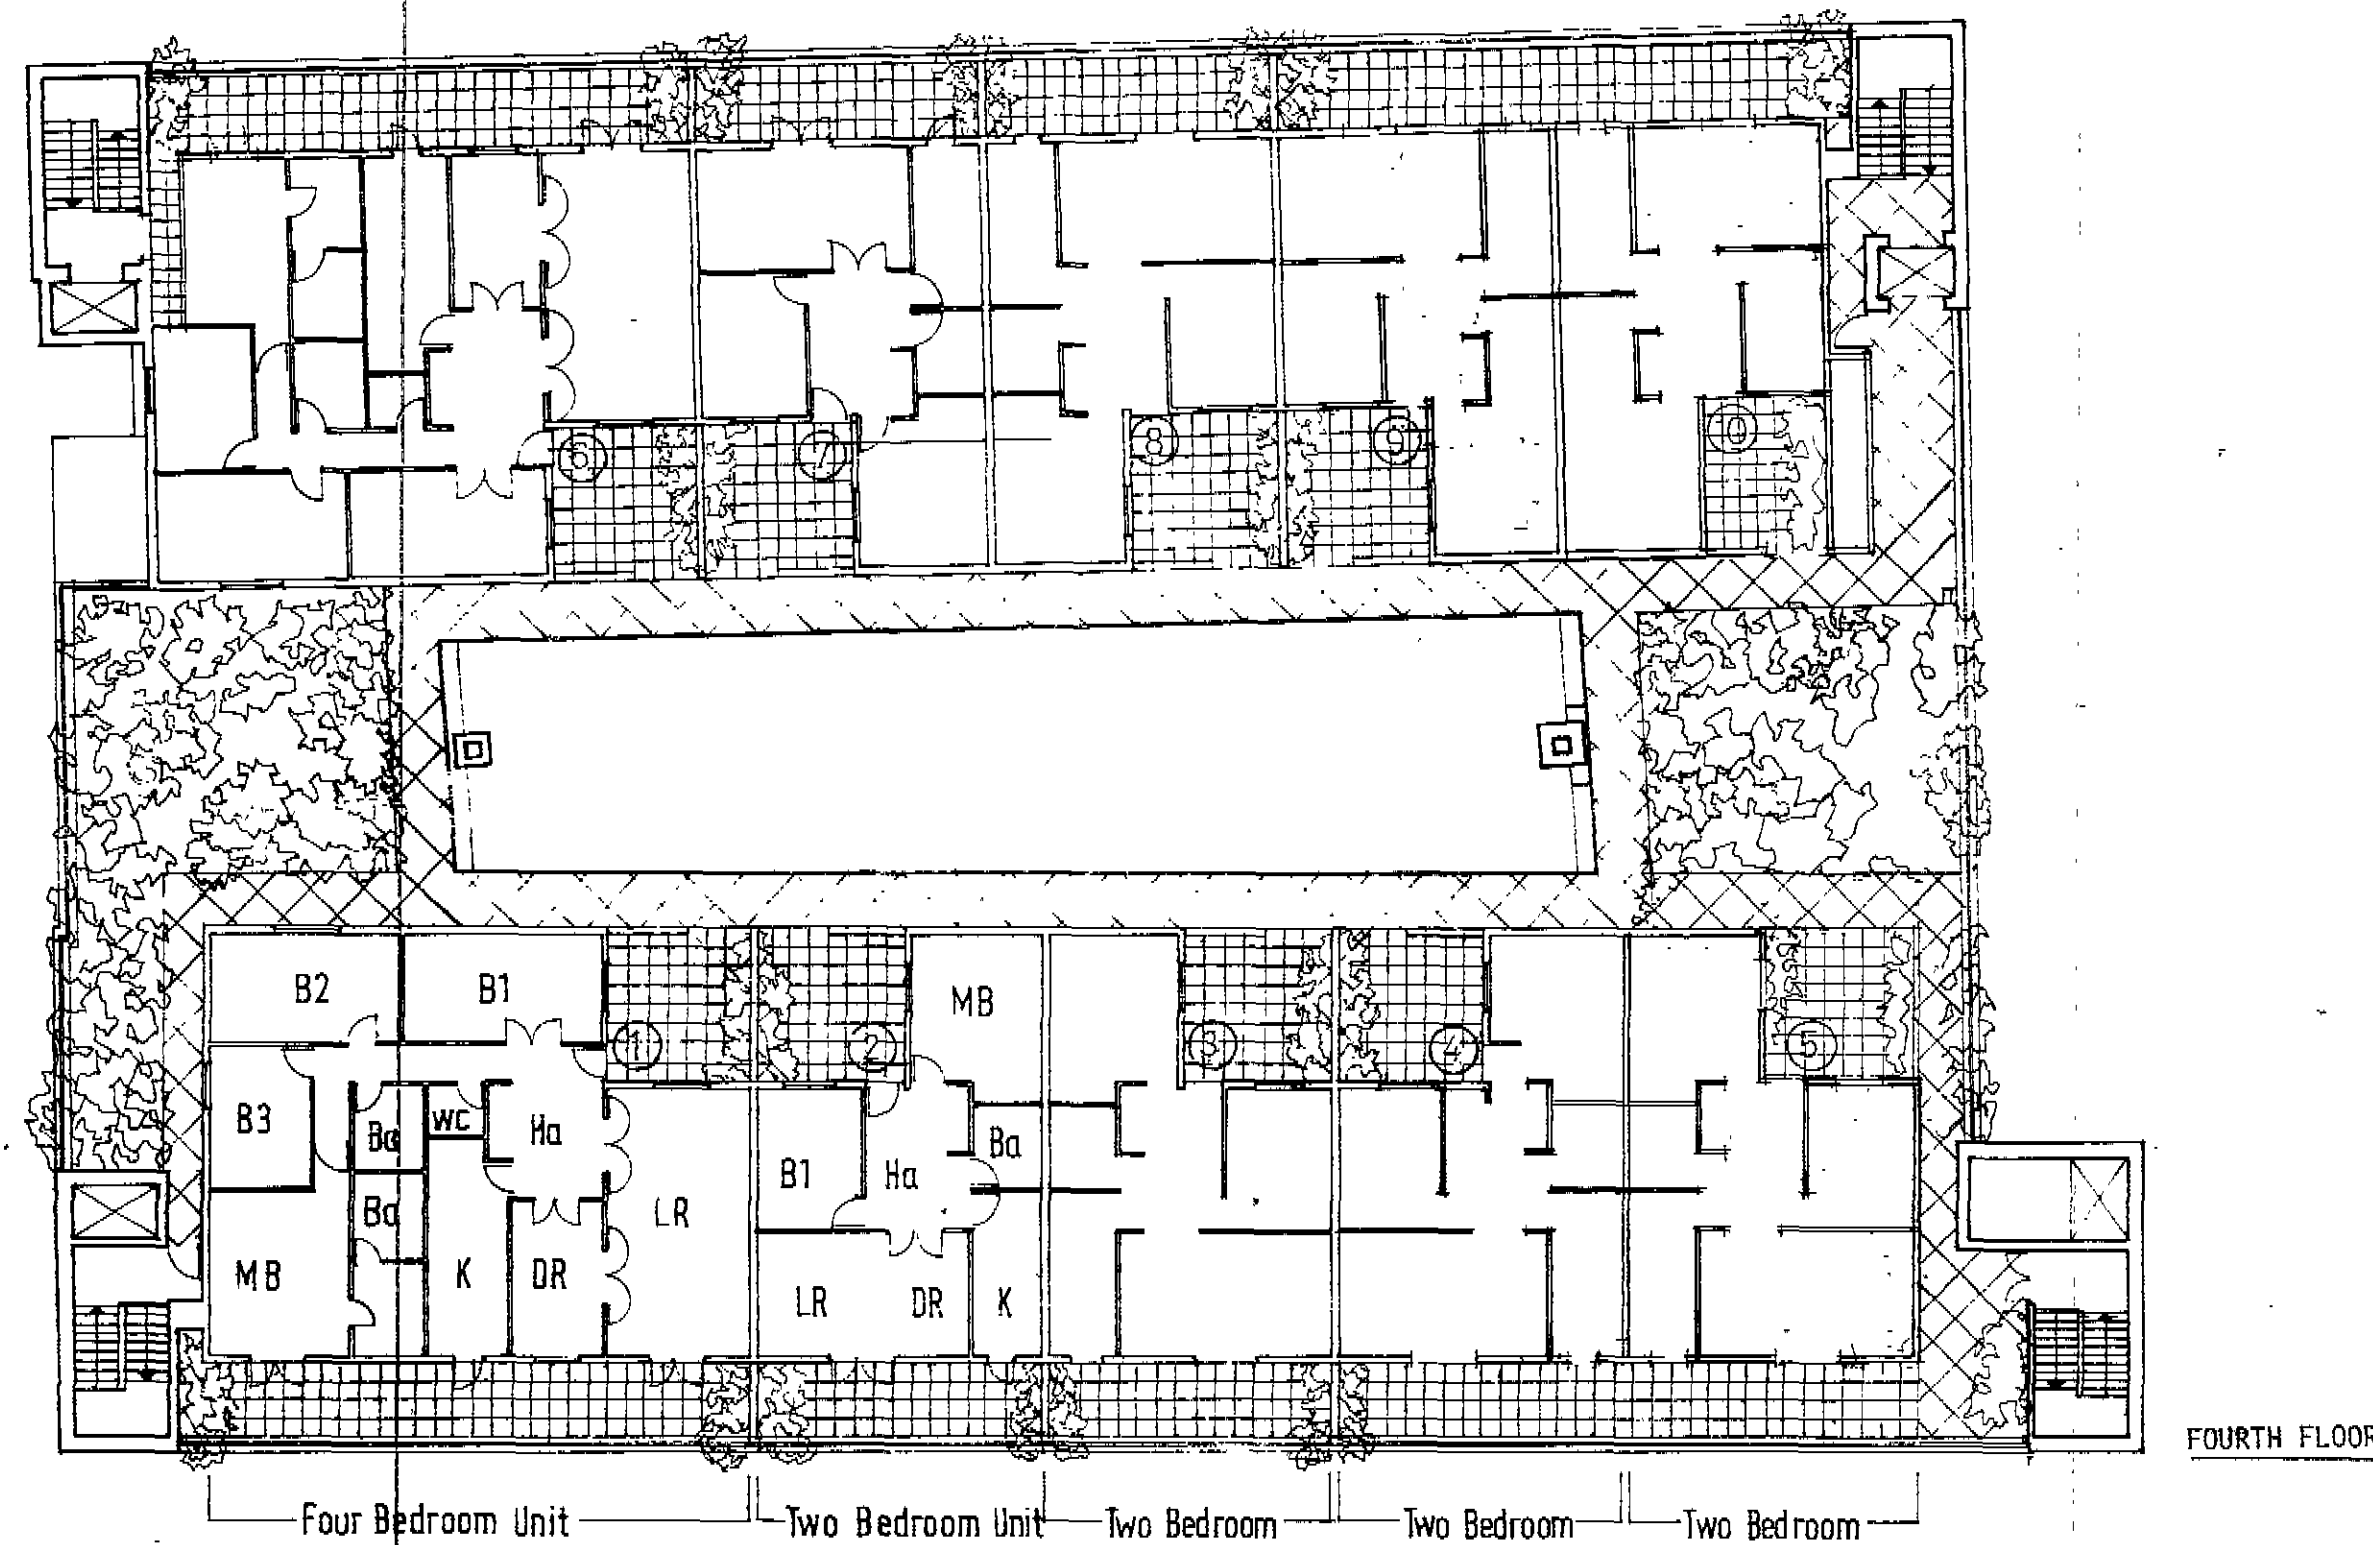 6 7 8 9 0
B2 B1 MB
1 2 3 4 5
B3 Ba WC Ha B1 Ha Ba
Ba LR
MB K DR LR DR K
FOURTH FLOOR
Four Bedroom Unit Two Bedroom Unit Two Bedroom Two Bedroom Two Bedroom